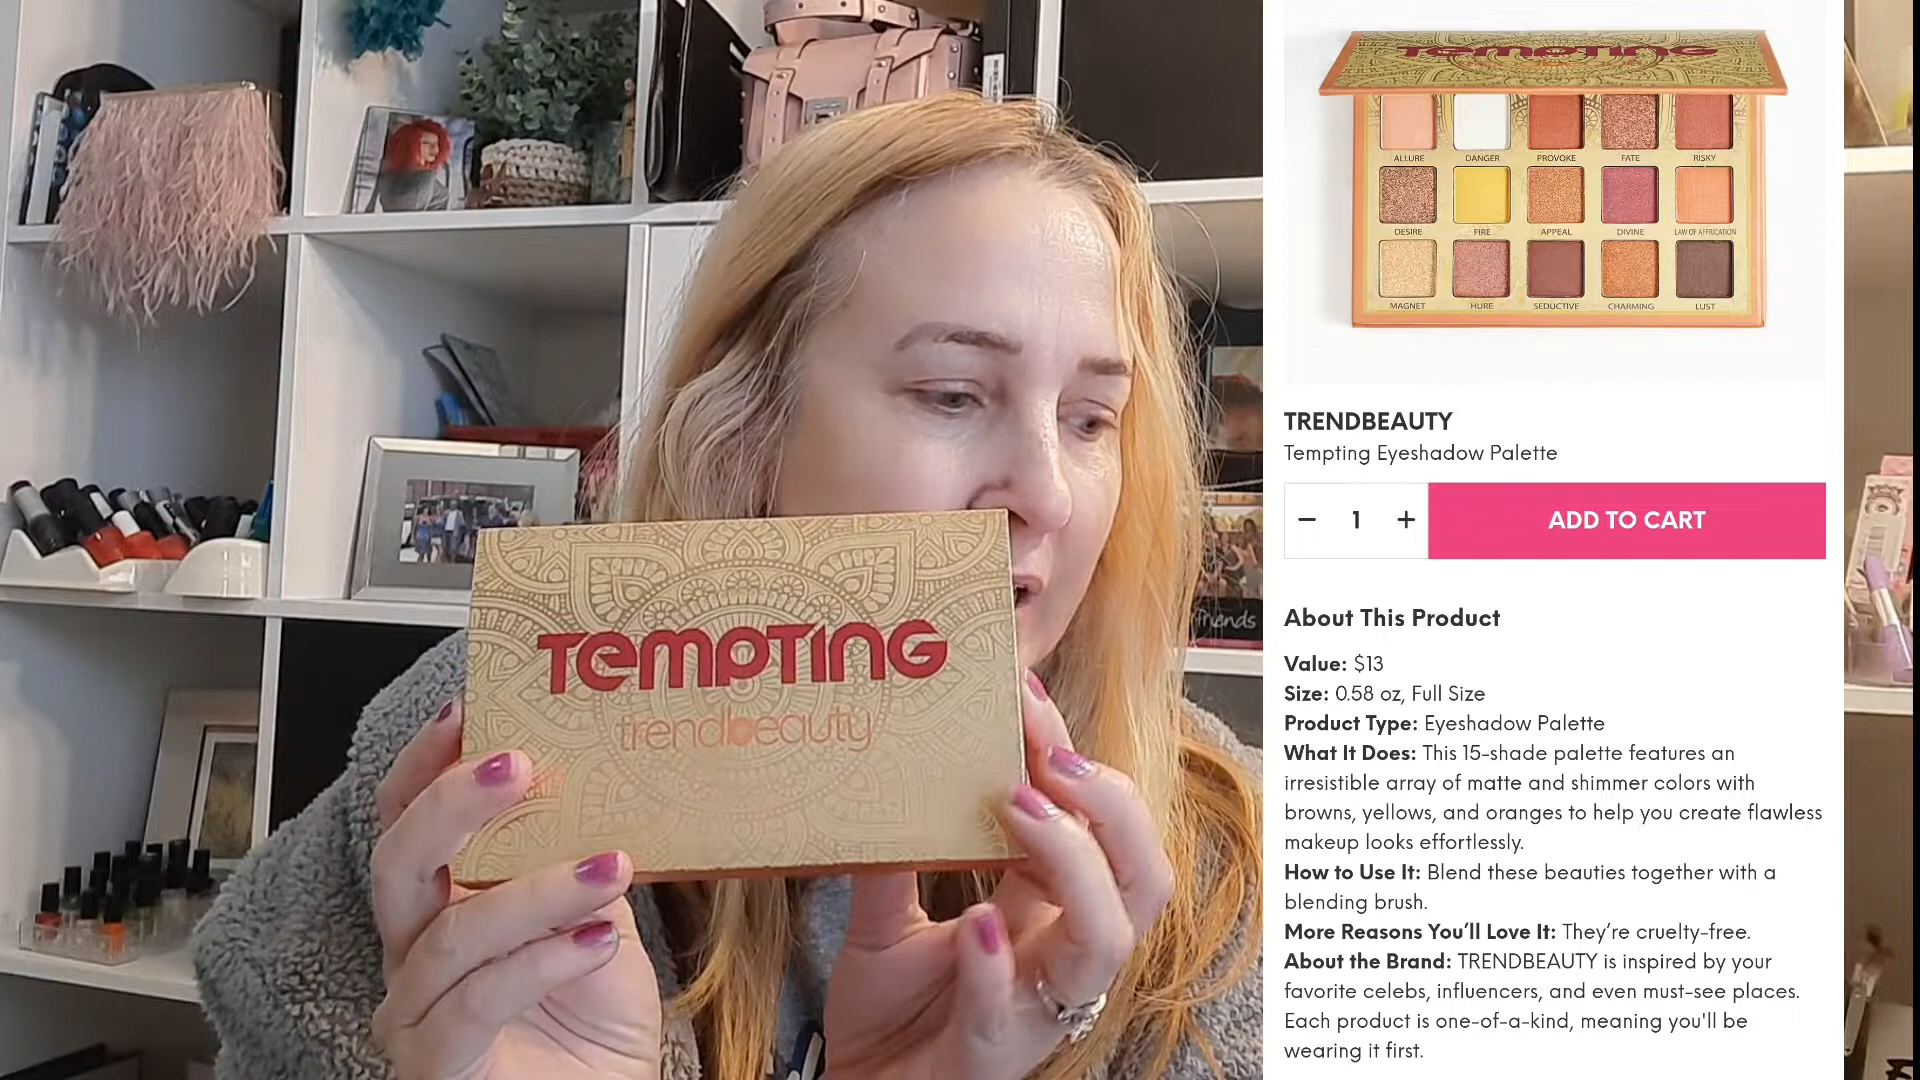 TEMPTING
trendbeauty
friends
TEMPTING
ALLURE
DANGER
PROVOKE
FATE
RISKY
DESIRE
FIRE
APPEAL
DIVINE
LAW OF AFFRICATION
MAGNET
HURE
SEDUCTIVE
CHARMING
LUST
TRENDBEAUTY
Tempting Eyeshadow Palette
− 1 + ADD TO CART
About This Product
Value: $13
Size: 0.58 oz, Full Size
Product Type: Eyeshadow Palette
What It Does: This 15-shade palette features an
irresistible array of matte and shimmer colors with
browns, yellows, and oranges to help you create flawless
makeup looks effortlessly.
How to Use It: Blend these beauties together with a
blending brush.
More Reasons You’ll Love It: They’re cruelty-free.
About the Brand: TRENDBEAUTY is inspired by your
favorite celebs, influencers, and even must-see places.
Each product is one-of-a-kind, meaning you'll be
wearing it first.